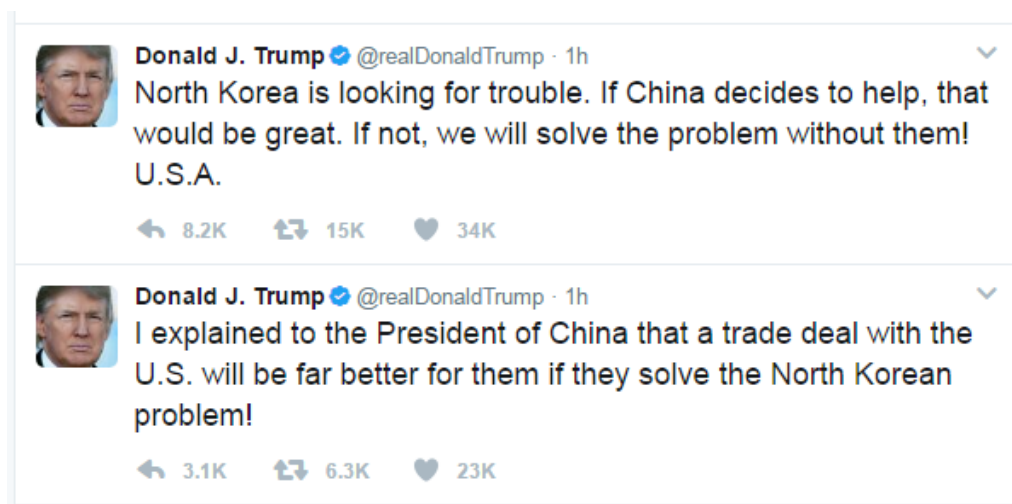 Donald J. Trump @realDonaldTrump · 1h
North Korea is looking for trouble. If China decides to help, that
would be great. If not, we will solve the problem without them!
U.S.A.
8.2K 15K 34K
Donald J. Trump @realDonaldTrump · 1h
I explained to the President of China that a trade deal with the
U.S. will be far better for them if they solve the North Korean
problem!
3.1K 6.3K 23K